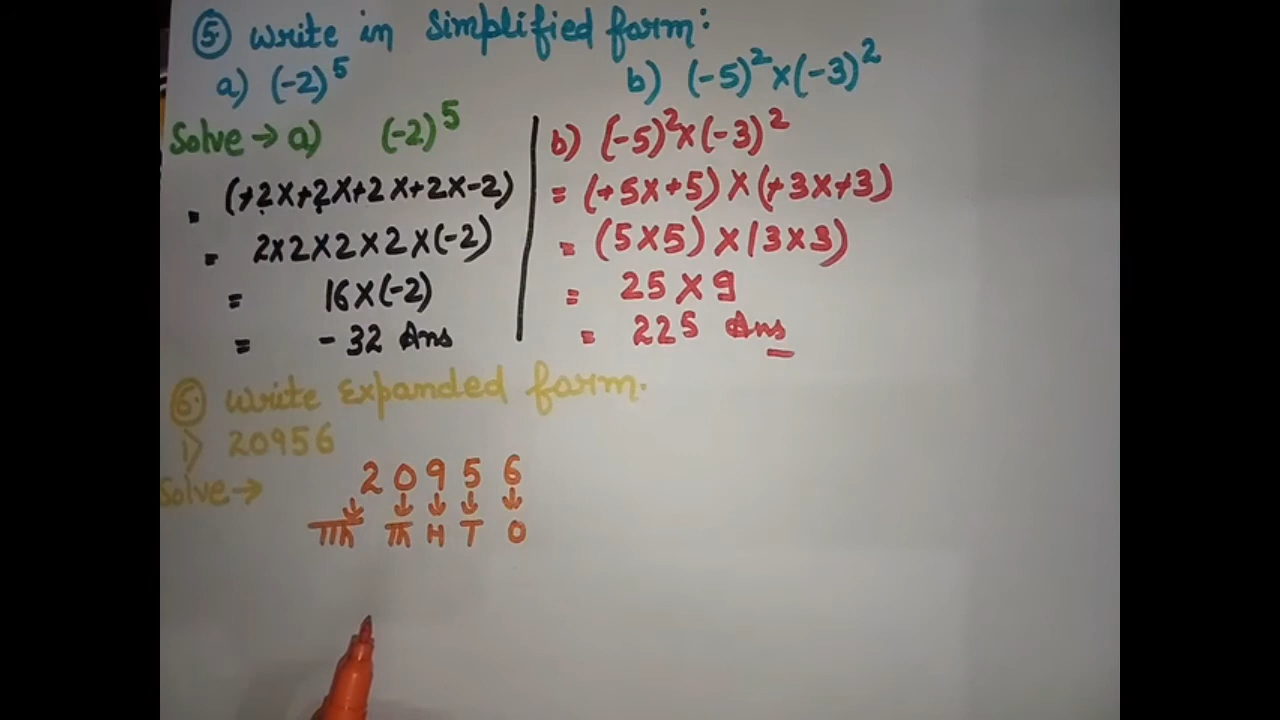 ⑤ Write in Simplified form:
a) (-2)⁵ b) (-5)²×(-3)²
Solve → a) (-2)⁵
= (+2×+2×+2×+2×-2)
= 2×2×2×2×(-2)
= 16×(-2)
= -32 Ans
b) (-5)²×(-3)²
= (+5×+5)×(+3×+3)
= (5×5)×(3×3)
= 25×9
= 225 Ans
⑥ Write Expanded form.
1) 20956
Solve →
2 0 9 5 6
↓ ↓ ↓ ↓ ↓
TTh Th H T O